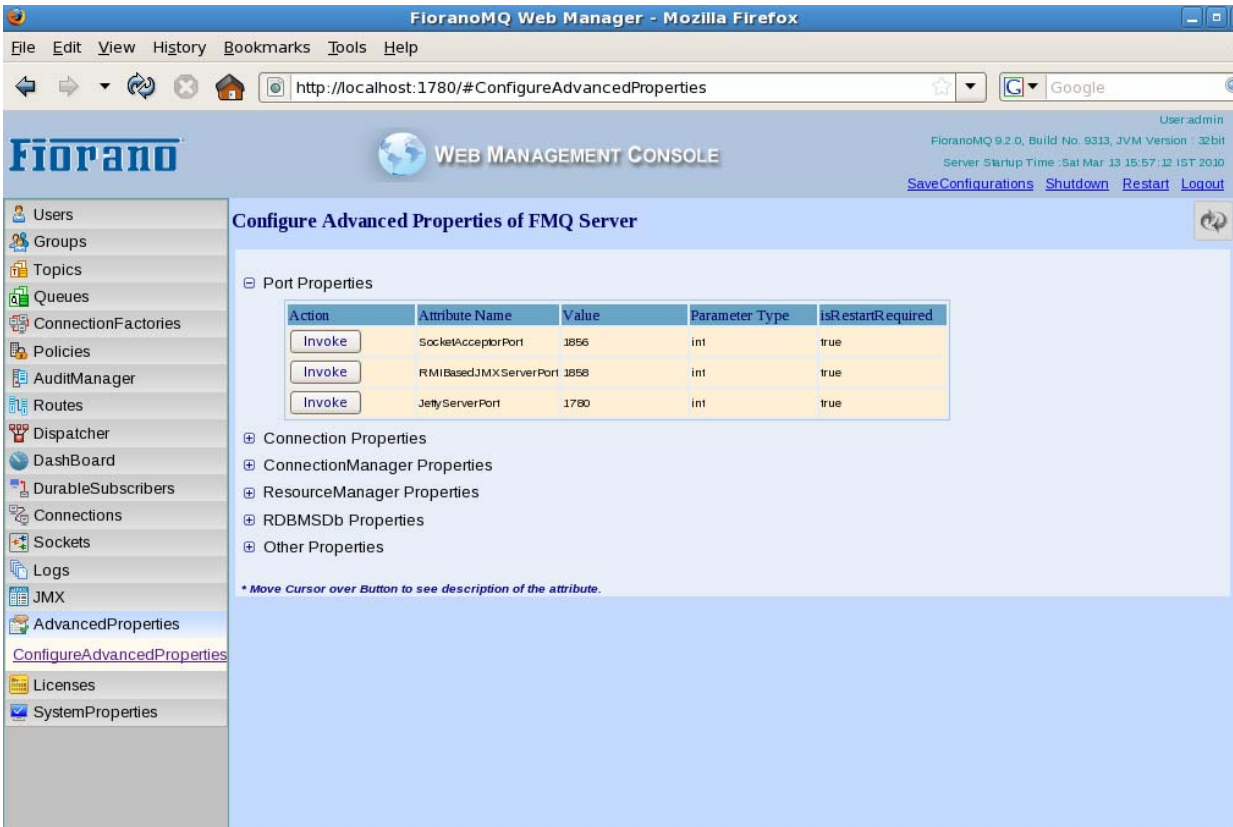 FioranoMQ Web Manager - Mozilla Firefox
File Edit View History Bookmarks Tools Help
http://localhost:1780/#ConfigureAdvancedProperties
G Google
Fiorano
WEB MANAGEMENT CONSOLE
User:admin
FioranoMQ 9.2.0, Build No. 9313, JVM Version : 32bit
Server Startup Time :Sat Mar 13 15:57:12 IST 2010
SaveConfigurations Shutdown Restart Logout
Users
Groups
Topics
Queues
ConnectionFactories
Policies
AuditManager
Routes
Dispatcher
DashBoard
DurableSubscribers
Connections
Sockets
Logs
JMX
AdvancedProperties
ConfigureAdvancedProperties
Licenses
SystemProperties
Configure Advanced Properties of FMQ Server
Port Properties
Action Attribute Name Value Parameter Type isRestartRequired
Invoke SocketAcceptorPort 1856 int true
Invoke RMIBasedJMXServerPort 1858 int true
Invoke JettyServerPort 1780 int true
Connection Properties
ConnectionManager Properties
ResourceManager Properties
RDBMSDb Properties
Other Properties
* Move Cursor over Button to see description of the attribute.